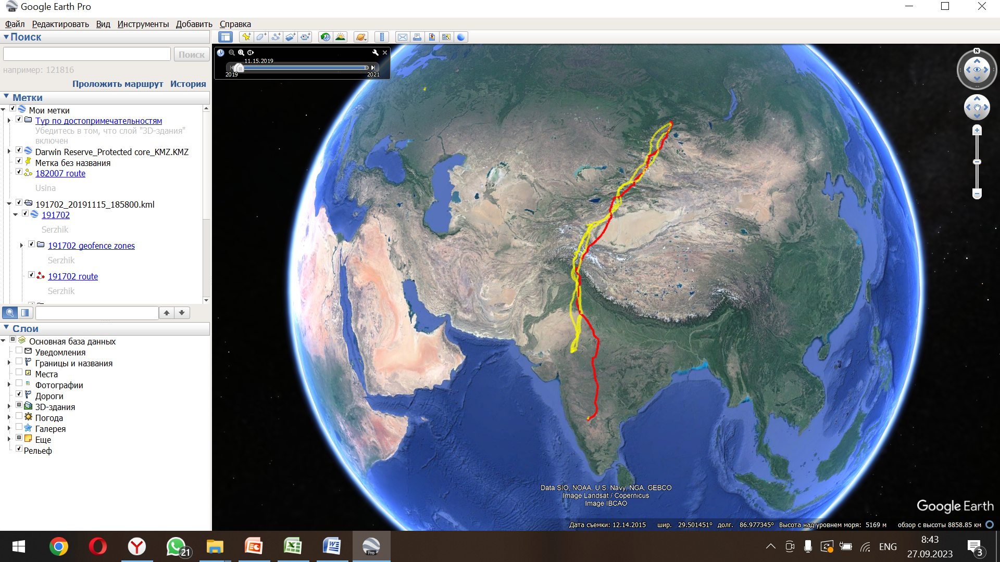 Google Earth Pro
Файл Редактировать Вид Инструменты Добавить Справка
Поиск
Поиск
например: 121816
Проложить маршрут История
Метки
Мои метки
Тур по достопримечательностям
Убедитесь в том, что слой "3D-здания"
включен
Darwin Reserve_Protected core_KMZ.KMZ
Метка без названия
182007 route
Usina
191702_20191115_185800.kml
191702
Serzhik
191702 geofence zones
Serzhik
191702 route
Serzhik
Слои
Основная база данных
Уведомления
Границы и названия
Места
Фотографии
Дороги
3D-здания
Погода
Галерея
Еще
Рельеф
11.15.2019
2019 2021
N
Data SIO, NOAA, U.S. Navy, NGA, GEBCO
Image Landsat / Copernicus
Image IBCAO
Google Earth
Дата съемки: 12.14.2015 шир. 29.501451° долг. 86.977345° Высота над уровнем моря: 5169 м обзор с высоты 8858.85 км
21
Pro
ENG
8:43
27.09.2023
3